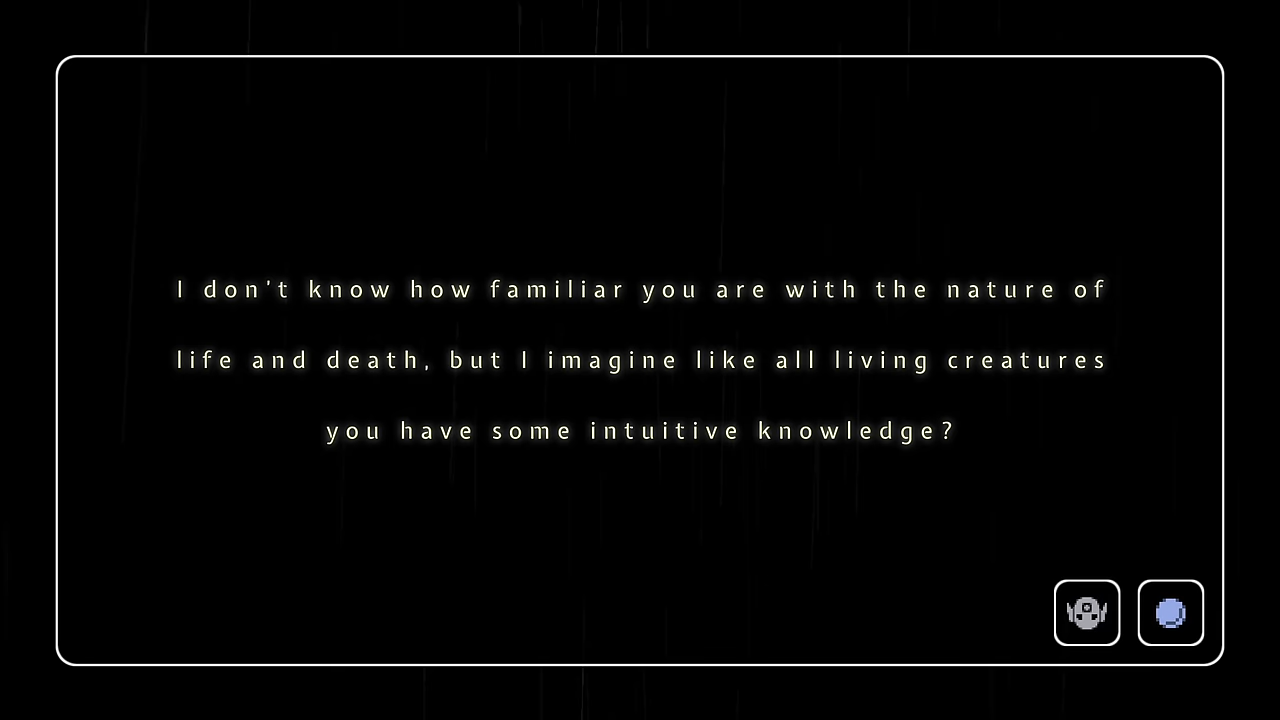 I don't know how familiar you are with the nature of
life and death, but I imagine like all living creatures
you have some intuitive knowledge?